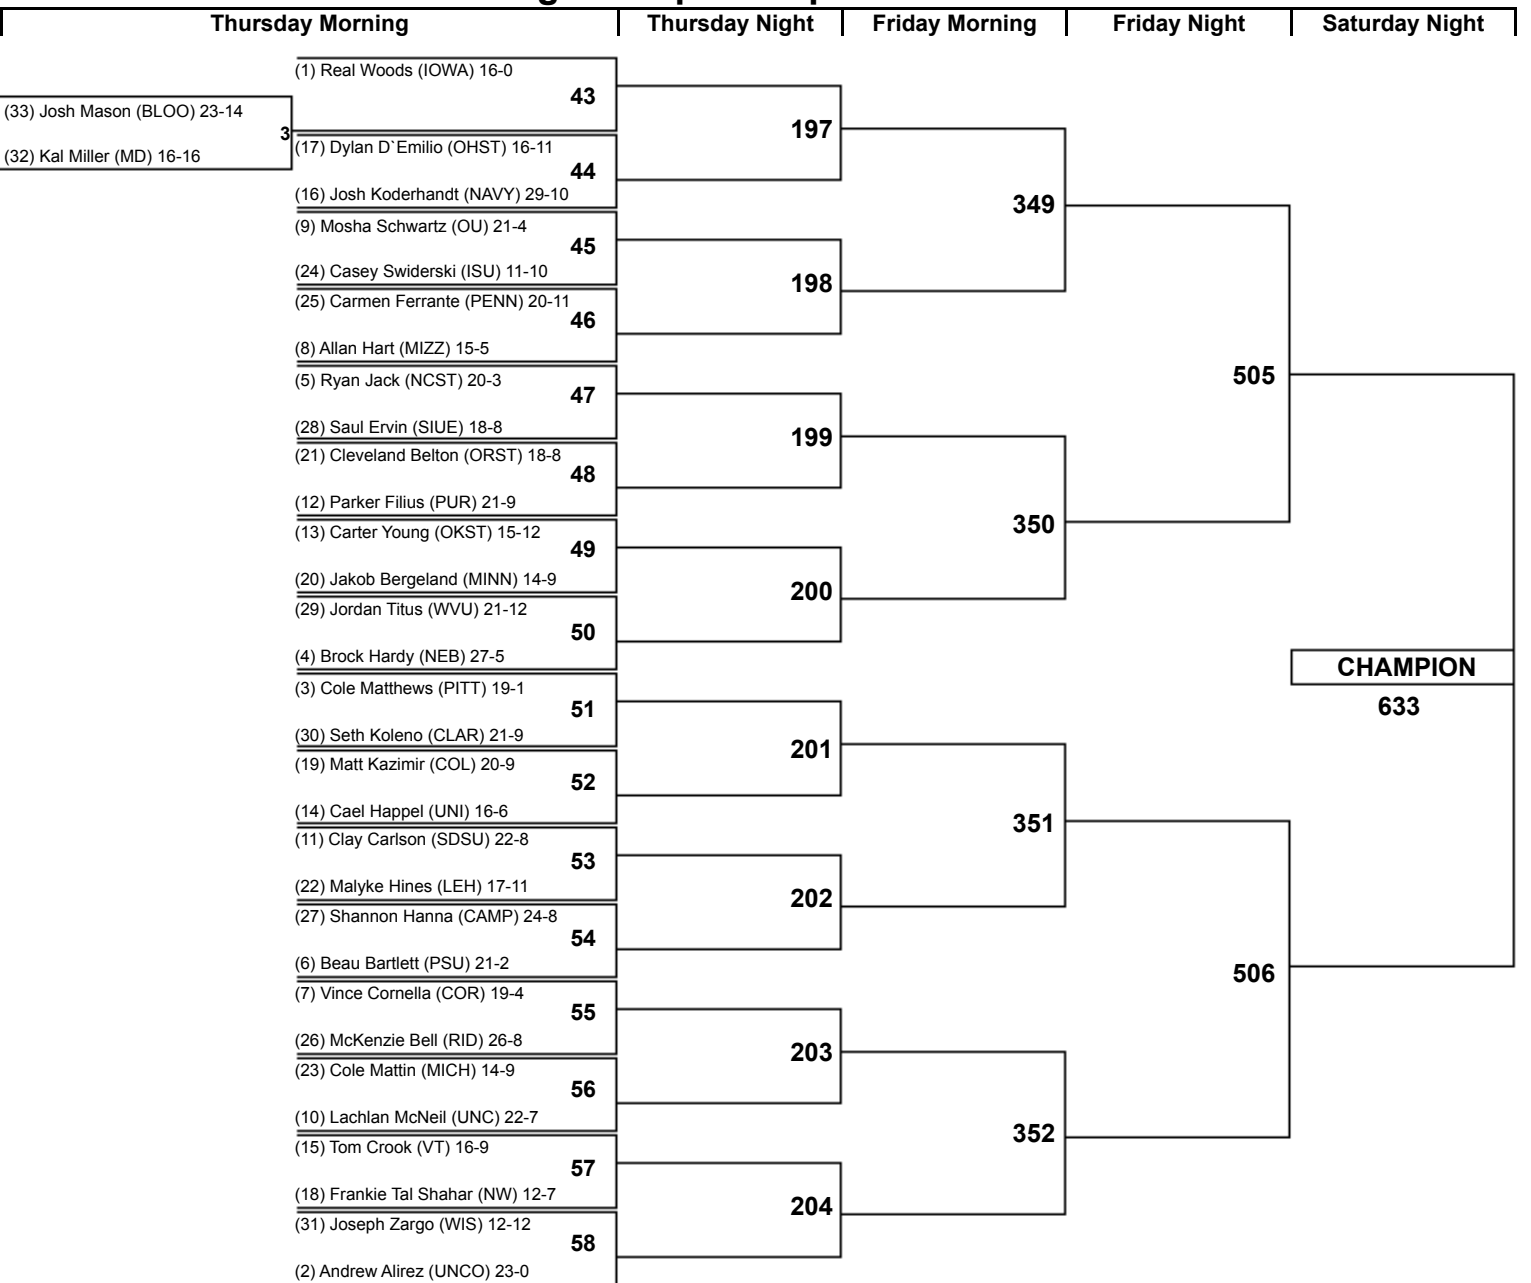 Thursday Morning
Thursday Night
Friday Morning
Friday Night
Saturday Night
(33) Josh Mason (BLOO) 23-14
3
(32) Kal Miller (MD) 16-16
(1) Real Woods (IOWA) 16-0
43
(17) Dylan D`Emilio (OHST) 16-11
44
(16) Josh Koderhandt (NAVY) 29-10
(9) Mosha Schwartz (OU) 21-4
45
(24) Casey Swiderski (ISU) 11-10
(25) Carmen Ferrante (PENN) 20-11
46
(8) Allan Hart (MIZZ) 15-5
(5) Ryan Jack (NCST) 20-3
47
(28) Saul Ervin (SIUE) 18-8
(21) Cleveland Belton (ORST) 18-8
48
(12) Parker Filius (PUR) 21-9
(13) Carter Young (OKST) 15-12
49
(20) Jakob Bergeland (MINN) 14-9
(29) Jordan Titus (WVU) 21-12
50
(4) Brock Hardy (NEB) 27-5
(3) Cole Matthews (PITT) 19-1
51
(30) Seth Koleno (CLAR) 21-9
(19) Matt Kazimir (COL) 20-9
52
(14) Cael Happel (UNI) 16-6
(11) Clay Carlson (SDSU) 22-8
53
(22) Malyke Hines (LEH) 17-11
(27) Shannon Hanna (CAMP) 24-8
54
(6) Beau Bartlett (PSU) 21-2
(7) Vince Cornella (COR) 19-4
55
(26) McKenzie Bell (RID) 26-8
(23) Cole Mattin (MICH) 14-9
56
(10) Lachlan McNeil (UNC) 22-7
(15) Tom Crook (VT) 16-9
57
(18) Frankie Tal Shahar (NW) 12-7
(31) Joseph Zargo (WIS) 12-12
58
(2) Andrew Alirez (UNCO) 23-0
197
198
199
200
201
202
203
204
349
350
351
352
505
506
CHAMPION
633